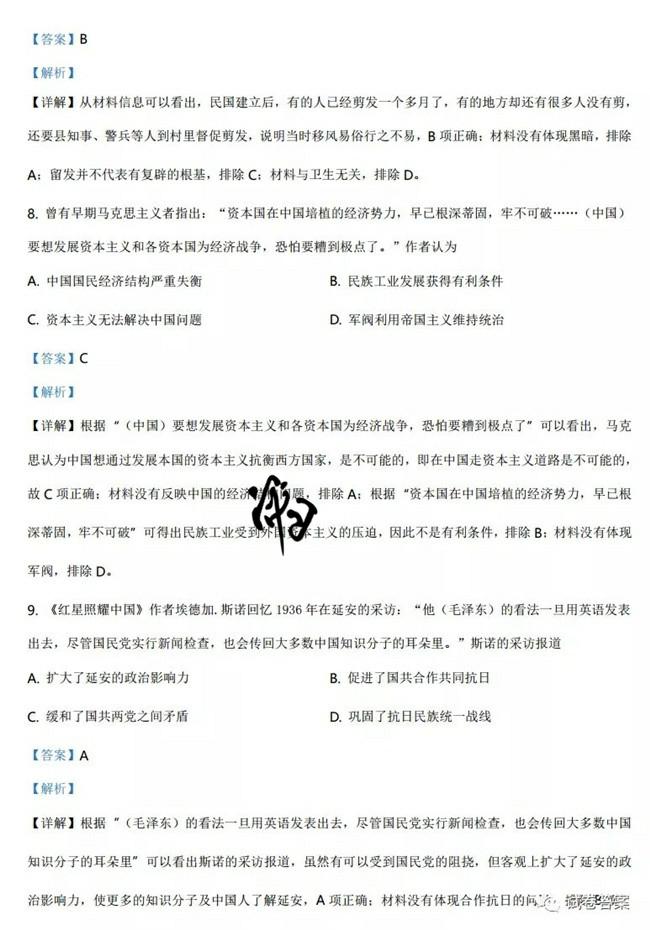 【答案】B
【解析】
【详解】从材料信息可以看出，民国建立后，有的人已经剪发一个多月了，有的地方却还有很多人没有剪，
还要县知事、警兵等人到村里督促剪发，说明当时移风易俗行之不易，B 项正确；材料没有体现黑暗，排除
A；留发并不代表有复辟的根基，排除 C；材料与卫生无关，排除 D。
8. 曾有早期马克思主义者指出：“资本国在中国培植的经济势力，早已根深蒂固，牢不可破……（中国）
要想发展资本主义和各资本国为经济战争，恐怕要糟到极点了。”作者认为
A. 中国国民经济结构严重失衡 B. 民族工业发展获得有利条件
C. 资本主义无法解决中国问题 D. 军阀利用帝国主义维持统治
【答案】C
【解析】
【详解】根据“（中国）要想发展资本主义和各资本国为经济战争，恐怕要糟到极点了”可以看出，马克
思认为中国想通过发展本国的资本主义抗衡西方国家，是不可能的，即在中国走资本主义道路是不可能的，
故 C 项正确；材料没有反映中国的经济结构问题，排除 A；根据“资本国在中国培植的经济势力，早已根
深蒂固，牢不可破”可得出民族工业受到外国资本主义的压迫，因此不是有利条件，排除 B；材料没有体现
军阀，排除 D。
9. 《红星照耀中国》作者埃德加.斯诺回忆 1936 年在延安的采访：“他（毛泽东）的看法一旦用英语发表
出去，尽管国民党实行新闻检查，也会传回大多数中国知识分子的耳朵里。”斯诺的采访报道
A. 扩大了延安的政治影响力 B. 促进了国共合作共同抗日
C. 缓和了国共两党之间矛盾 D. 巩固了抗日民族统一战线
【答案】A
【解析】
【详解】根据“（毛泽东）的看法一旦用英语发表出去，尽管国民党实行新闻检查，也会传回大多数中国
知识分子的耳朵里”可以看出斯诺的采访报道，虽然有可以受到国民党的阻挠，但客观上扩大了延安的政
治影响力，使更多的知识分子及中国人了解延安，A 项正确；材料没有体现合作抗日的问 B
试卷答案